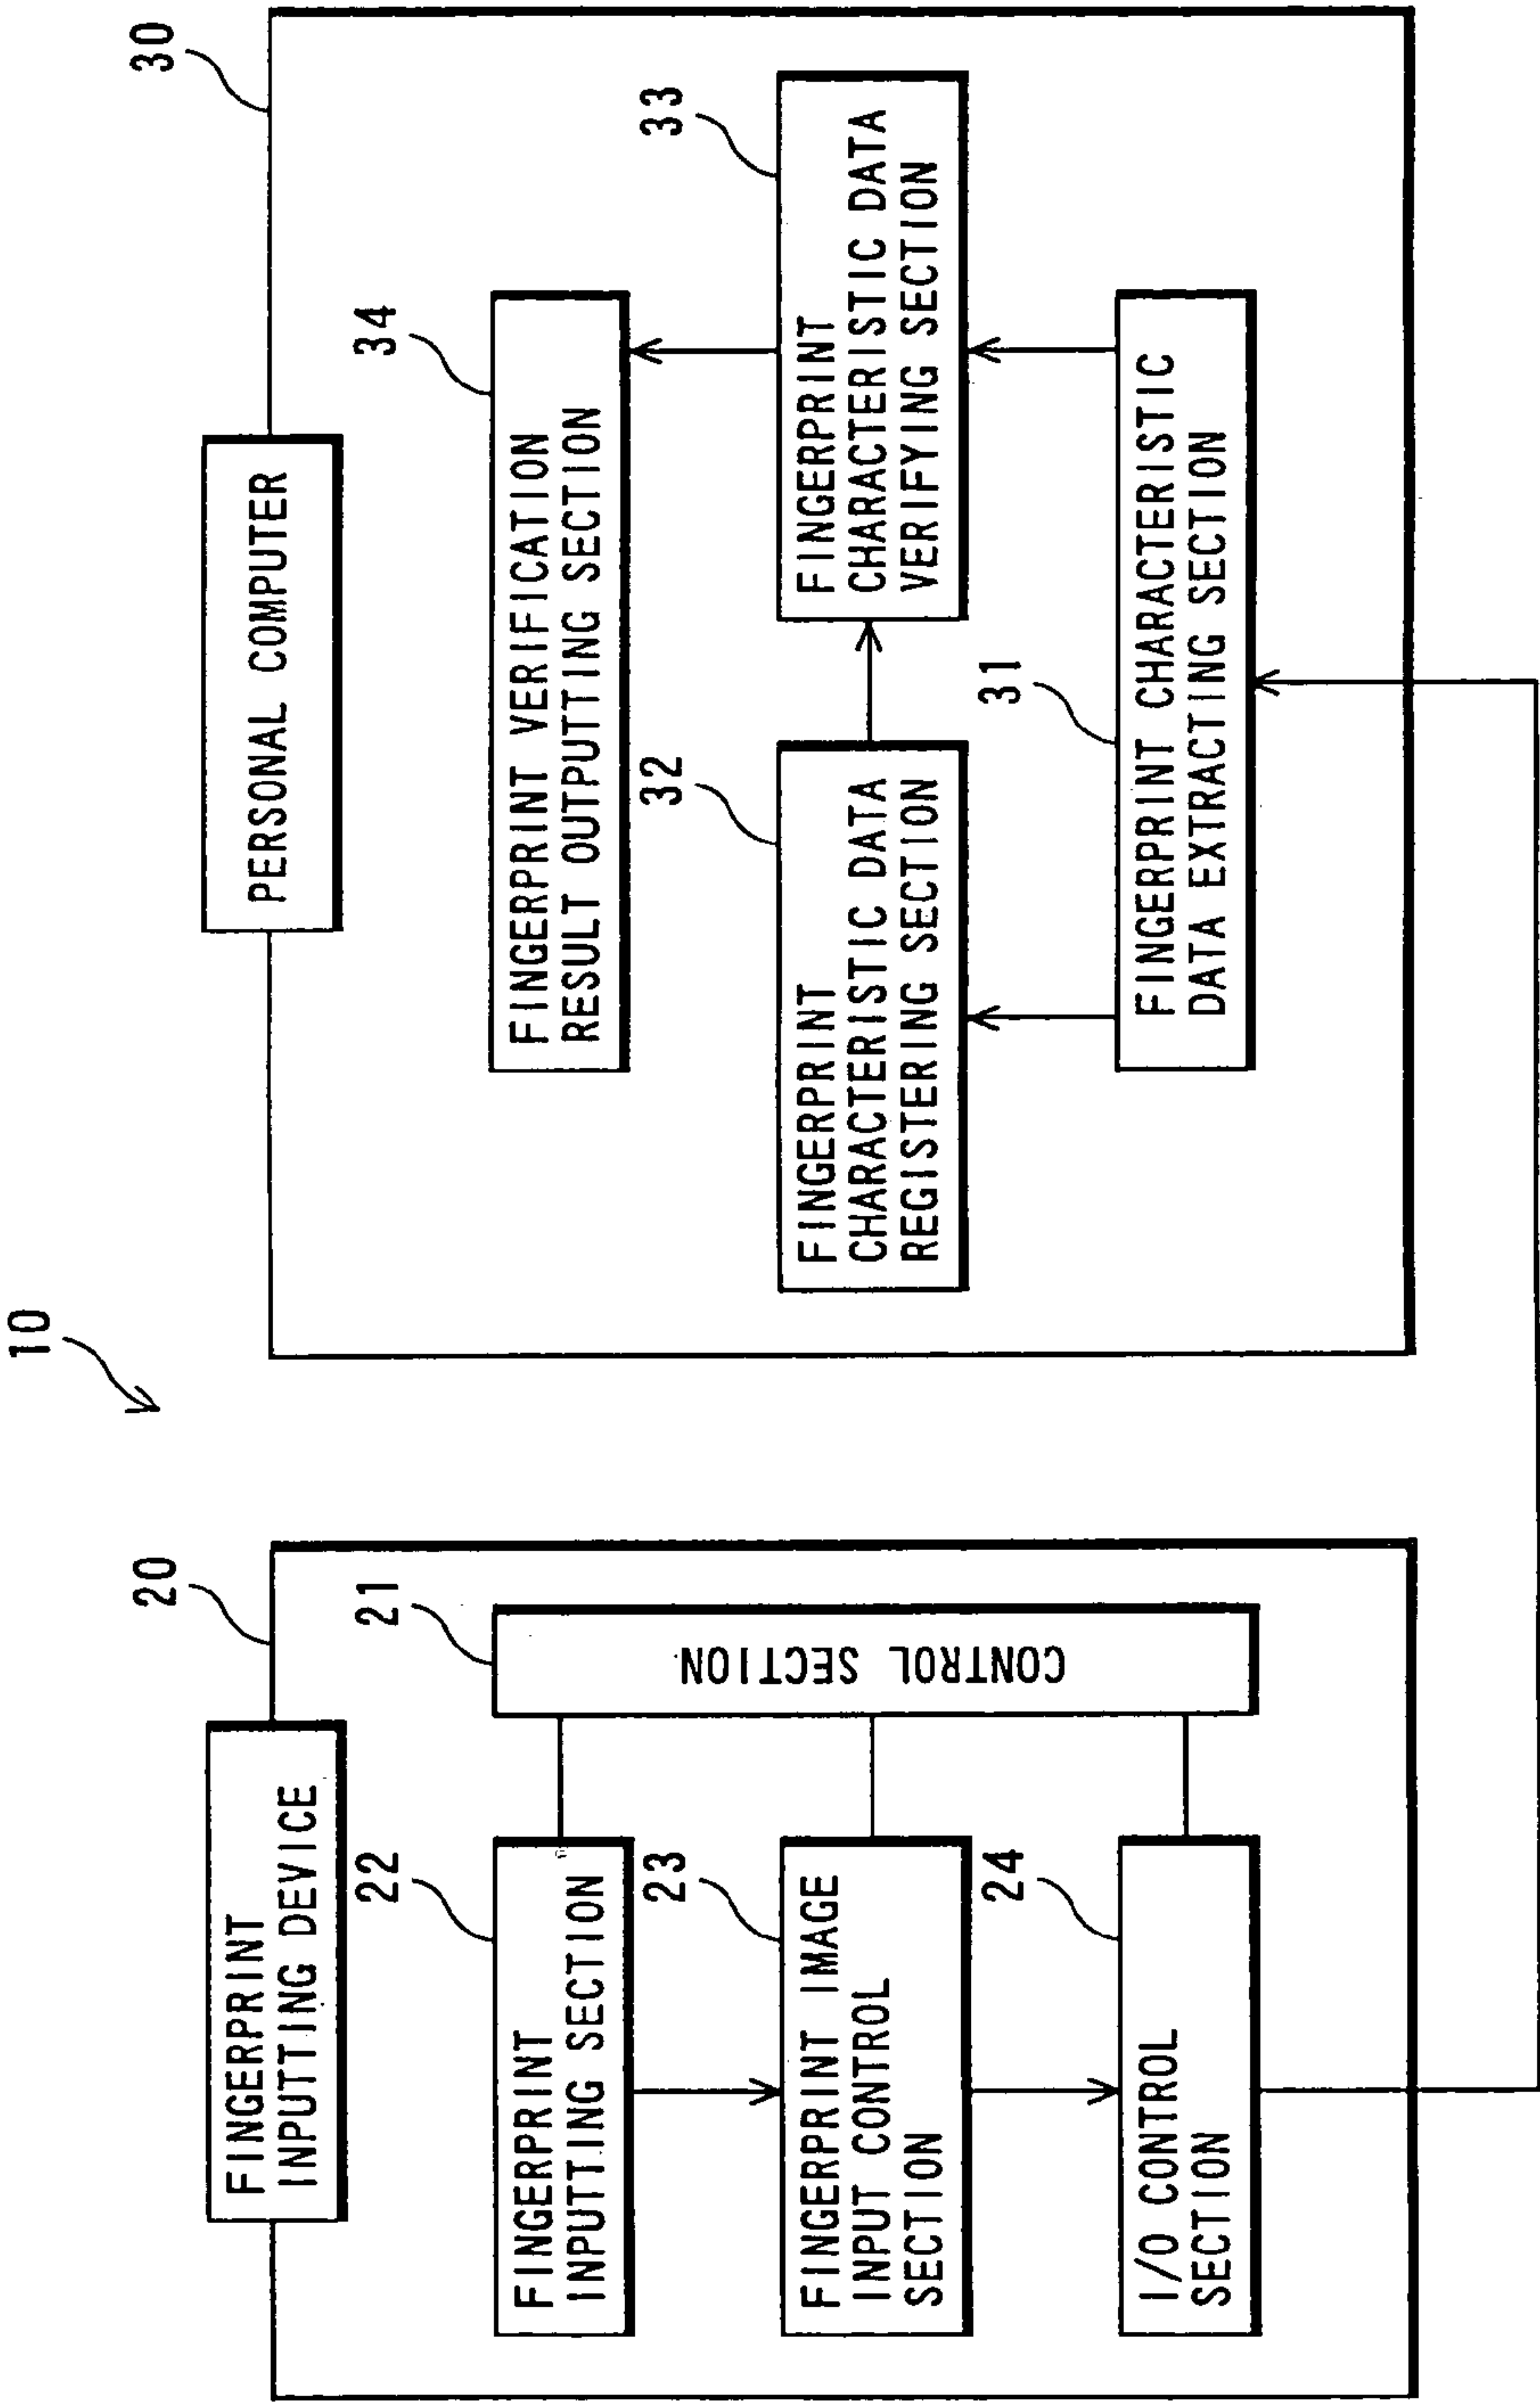 10
20
FINGERPRINT
INPUTTING DEVICE
21
CONTROL SECTION
22
FINGERPRINT
INPUTTING SECTION
23
FINGERPRINT IMAGE
INPUT CONTROL
SECTION
24
I/O CONTROL
SECTION
30
PERSONAL COMPUTER
34
FINGERPRINT VERIFICATION
RESULT OUTPUTTING SECTION
32
FINGERPRINT
CHARACTERISTIC DATA
REGISTERING SECTION
33
FINGERPRINT
CHARACTERISTIC DATA
VERIFYING SECTION
31
FINGERPRINT CHARACTERISTIC
DATA EXTRACTING SECTION